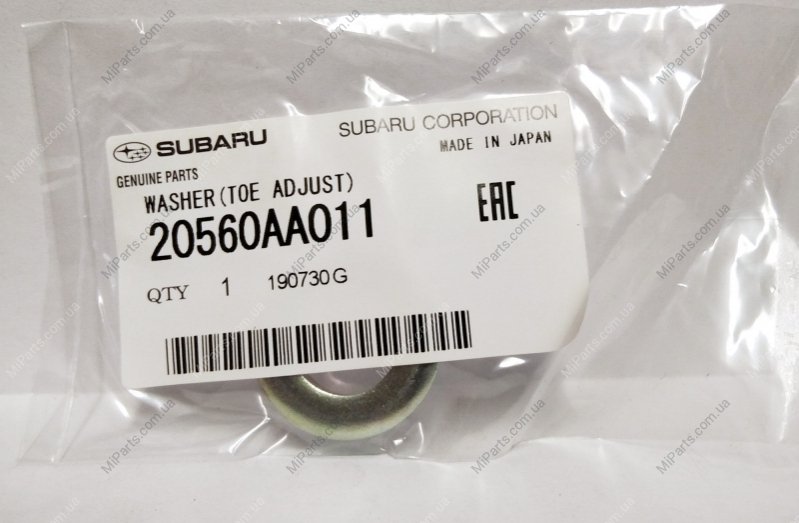 SUBARU
SUBARU CORPORATION
MADE IN JAPAN
GENUINE PARTS
WASHER(TOE ADJUST)
20560AA011
EAC
QTY 1 190730G
MiParts.com.ua